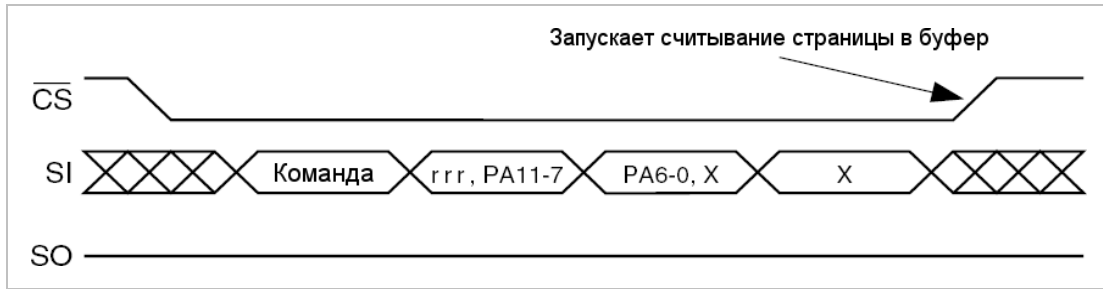 Запускает считывание страницы в буфер
CS
SI Команда r r r , PA11-7 PA6-0, X X
SO